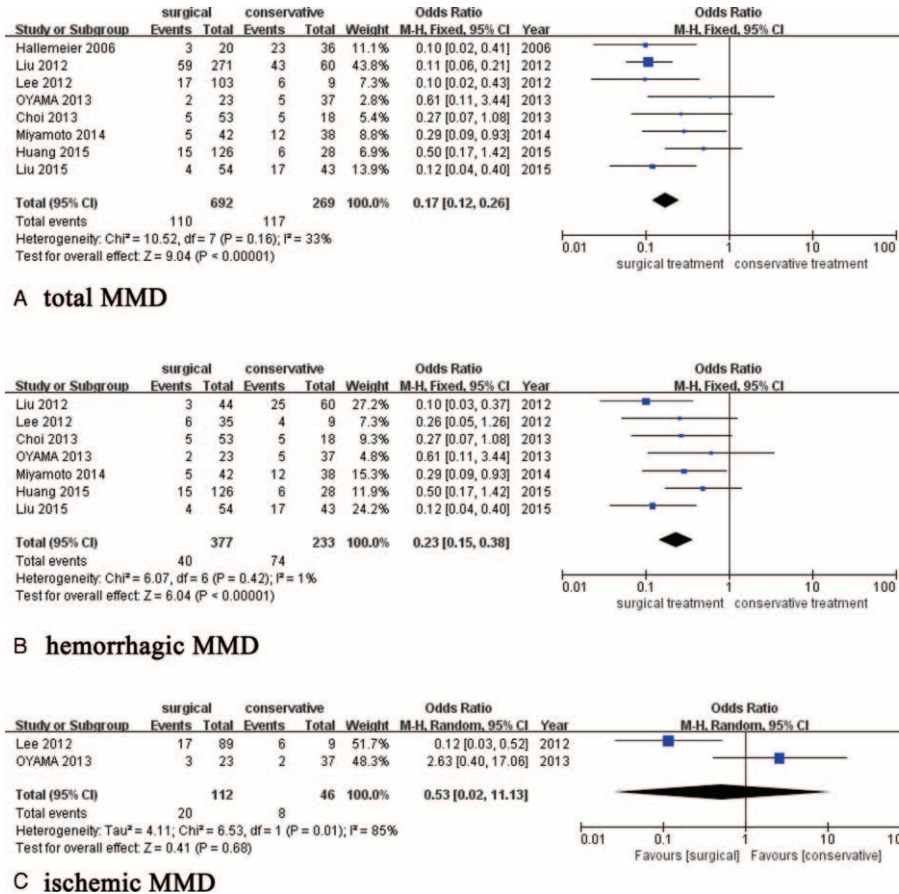 surgical conservative Odds Ratio Odds Ratio
Study or Subgroup Events Total Events Total Weight M-H, Fixed, 95% CI Year M-H, Fixed, 95% CI
Hallemeier 2006 3 20 23 36 11.1% 0.10 [0.02, 0.41] 2006
Liu 2012 59 271 43 60 43.8% 0.11 [0.06, 0.21] 2012
Lee 2012 17 103 6 9 7.3% 0.10 [0.02, 0.43] 2012
OYAMA 2013 2 23 5 37 2.8% 0.61 [0.11, 3.44] 2013
Choi 2013 5 53 5 18 5.4% 0.27 [0.07, 1.08] 2013
Miyamoto 2014 5 42 12 38 8.8% 0.29 [0.09, 0.93] 2014
Huang 2015 15 126 6 28 6.9% 0.50 [0.17, 1.42] 2015
Liu 2015 4 54 17 43 13.9% 0.12 [0.04, 0.40] 2015
Total (95% CI) 692 269 100.0% 0.17 [0.12, 0.26]
Total events 110 117
Heterogeneity: Chi² = 10.52, df = 7 (P = 0.16); I² = 33%
Test for overall effect: Z = 9.04 (P < 0.00001)
0.01 0.1 1 10 100
surgical treatment conservative treatment
A total MMD
surgical conservative Odds Ratio Odds Ratio
Study or Subgroup Events Total Events Total Weight M-H, Fixed, 95% CI Year M-H, Fixed, 95% CI
Liu 2012 3 44 25 60 27.2% 0.10 [0.03, 0.37] 2012
Lee 2012 6 35 4 9 7.3% 0.26 [0.05, 1.26] 2012
Choi 2013 5 53 5 18 9.3% 0.27 [0.07, 1.08] 2013
OYAMA 2013 2 23 5 37 4.8% 0.61 [0.11, 3.44] 2013
Miyamoto 2014 5 42 12 38 15.3% 0.29 [0.09, 0.93] 2014
Huang 2015 15 126 6 28 11.9% 0.50 [0.17, 1.42] 2015
Liu 2015 4 54 17 43 24.2% 0.12 [0.04, 0.40] 2015
Total (95% CI) 377 233 100.0% 0.23 [0.15, 0.38]
Total events 40 74
Heterogeneity: Chi² = 6.07, df = 6 (P = 0.42); I² = 1%
Test for overall effect: Z = 6.04 (P < 0.00001)
0.01 0.1 1 10 100
surgical treatment conservative treatment
B hemorrhagic MMD
surgical conservative Odds Ratio Odds Ratio
Study or Subgroup Events Total Events Total Weight M-H, Random, 95% CI Year M-H, Random, 95% CI
Lee 2012 17 89 6 9 51.7% 0.12 [0.03, 0.52] 2012
OYAMA 2013 3 23 2 37 48.3% 2.63 [0.40, 17.06] 2013
Total (95% CI) 112 46 100.0% 0.53 [0.02, 11.13]
Total events 20 8
Heterogeneity: Tau² = 4.11; Chi² = 6.53, df = 1 (P = 0.01); I² = 85%
Test for overall effect: Z = 0.41 (P = 0.68)
0.01 0.1 1 10 100
Favours [surgical] Favours [conservative]
C ischemic MMD